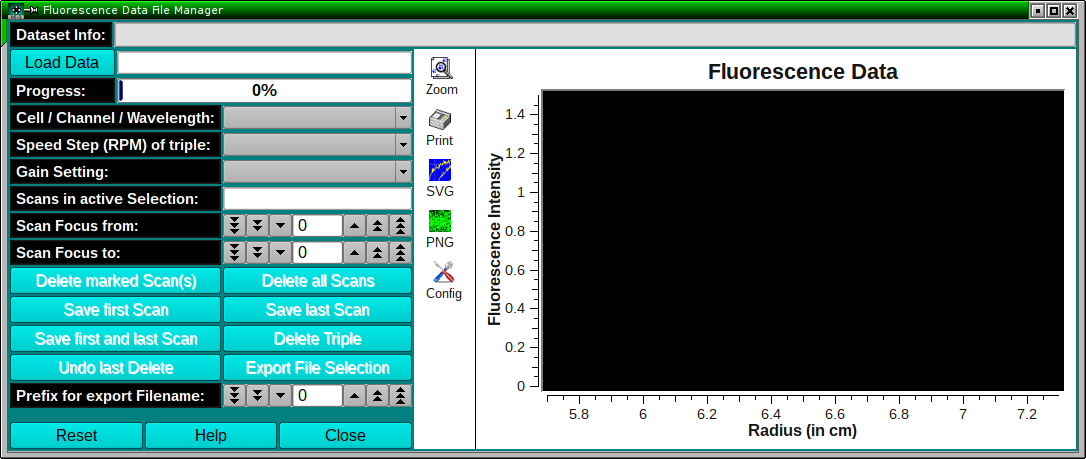 Fluorescence Data File Manager
Dataset Info:
Load Data
Progress: 0%
Cell / Channel / Wavelength:
Speed Step (RPM) of triple:
Gain Setting:
Scans in active Selection:
Scan Focus from: 0
Scan Focus to: 0
Delete marked Scan(s) Delete all Scans
Save first Scan Save last Scan
Save first and last Scan Delete Triple
Undo last Delete Export File Selection
Prefix for export Filename: 0
Reset Help Close
Zoom
Print
SVG
PNG
Config
Fluorescence Data
Fluorescence Intensity
1.4
1.2
1
0.8
0.6
0.4
0.2
0
5.8 6 6.2 6.4 6.6 6.8 7 7.2
Radius (in cm)